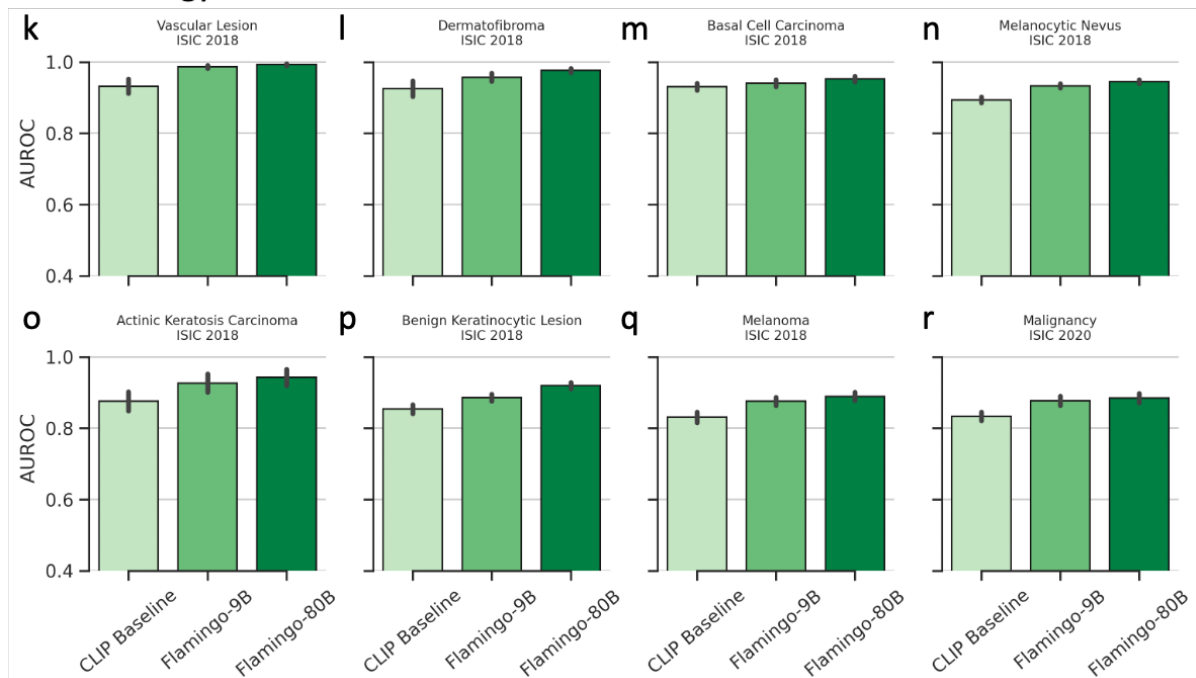 k
Vascular Lesion
ISIC 2018
l
Dermatofibroma
ISIC 2018
m
Basal Cell Carcinoma
ISIC 2018
n
Melanocytic Nevus
ISIC 2018
AUROC
1.0
0.8
0.6
0.4
o
Actinic Keratosis Carcinoma
ISIC 2018
p
Benign Keratinocytic Lesion
ISIC 2018
q
Melanoma
ISIC 2018
r
Malignancy
ISIC 2020
AUROC
1.0
0.8
0.6
0.4
CLIP Baseline
Flamingo-9B
Flamingo-80B
CLIP Baseline
Flamingo-9B
Flamingo-80B
CLIP Baseline
Flamingo-9B
Flamingo-80B
CLIP Baseline
Flamingo-9B
Flamingo-80B